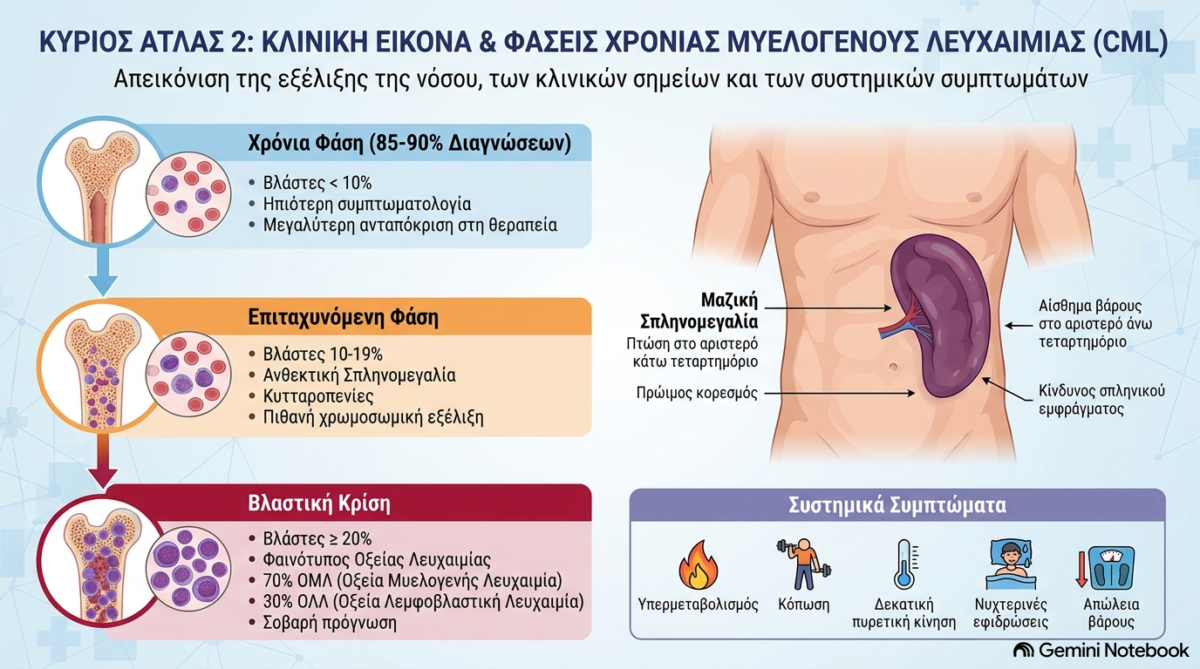 ΚΥΡΙΟΣ ΑΤΛΑΣ 2: ΚΛΙΝΙΚΗ ΕΙΚΟΝΑ & ΦΑΣΕΙΣ ΧΡΟΝΙΑΣ ΜΥΕΛΟΓΕΝΟΥΣ ΛΕΥΧΑΙΜΙΑΣ (CML)
Απεικόνιση της εξέλιξης της νόσου, των κλινικών σημείων και των συστημικών συμπτωμάτων
Χρόνια Φάση (85-90% Διαγνώσεων)
• Βλάστες < 10%
• Ηπιότερη συμπτωματολογία
• Μεγαλύτερη ανταπόκριση στη θεραπεία
Επιταχυνόμενη Φάση
• Βλάστες 10-19%
• Ανθεκτική Σπληνομεγαλία
• Κυτταροπενίες
• Πιθανή χρωμοσωμική εξέλιξη
Βλαστική Κρίση
• Βλάστες ≥ 20%
• Φαινότυπος Οξείας Λευχαιμίας
• 70% ΟΜΛ (Οξεία Μυελογενής Λευχαιμία)
• 30% ΟΛΛ (Οξεία Λεμφοβλαστική Λευχαιμία)
• Σοβαρή πρόγνωση
Μαζική
Σπληνομεγαλία
Πτώση στο αριστερό
κάτω τεταρτημόριο
Πρώιμος κορεσμός
Αίσθημα βάρους
στο αριστερό άνω
τεταρτημόριο
Κίνδυνος σπληνικού
εμφράγματος
Συστημικά Συμπτώματα
Υπερμεταβολισμός
Κόπωση
Δεκατική
πυρετική κίνηση
Νυχτερινές
εφιδρώσεις
Απώλεια
βάρους
Gemini Notebook